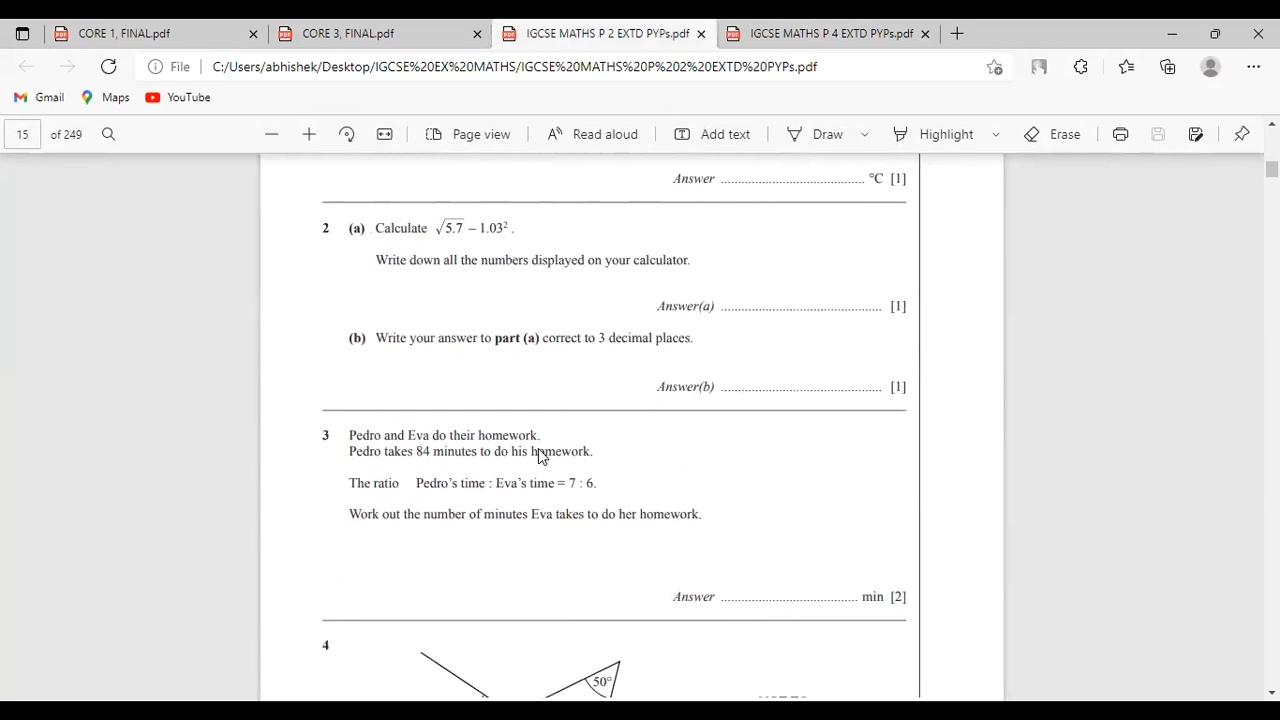 CORE 1, FINAL.pdf
CORE 3, FINAL.pdf
IGCSE MATHS P 2 EXTD PYPs.pdf
IGCSE MATHS P 4 EXTD PYPs.pdf
File C:/Users/abhishek/Desktop/IGCSE%20EX%20MATHS/IGCSE%20MATHS%20P%202%20EXTD%20PYPs.pdf
Gmail Maps YouTube
15 of 249 Page view Read aloud Add text Draw Highlight Erase
Answer ........................................ °C [1]
2 (a) Calculate √5.7 – 1.03² .
Write down all the numbers displayed on your calculator.
Answer(a) ............................................ [1]
(b) Write your answer to part (a) correct to 3 decimal places.
Answer(b) ............................................ [1]
3 Pedro and Eva do their homework.
Pedro takes 84 minutes to do his homework.
The ratio Pedro's time : Eva's time = 7 : 6.
Work out the number of minutes Eva takes to do her homework.
Answer ...................................... min [2]
4
50°